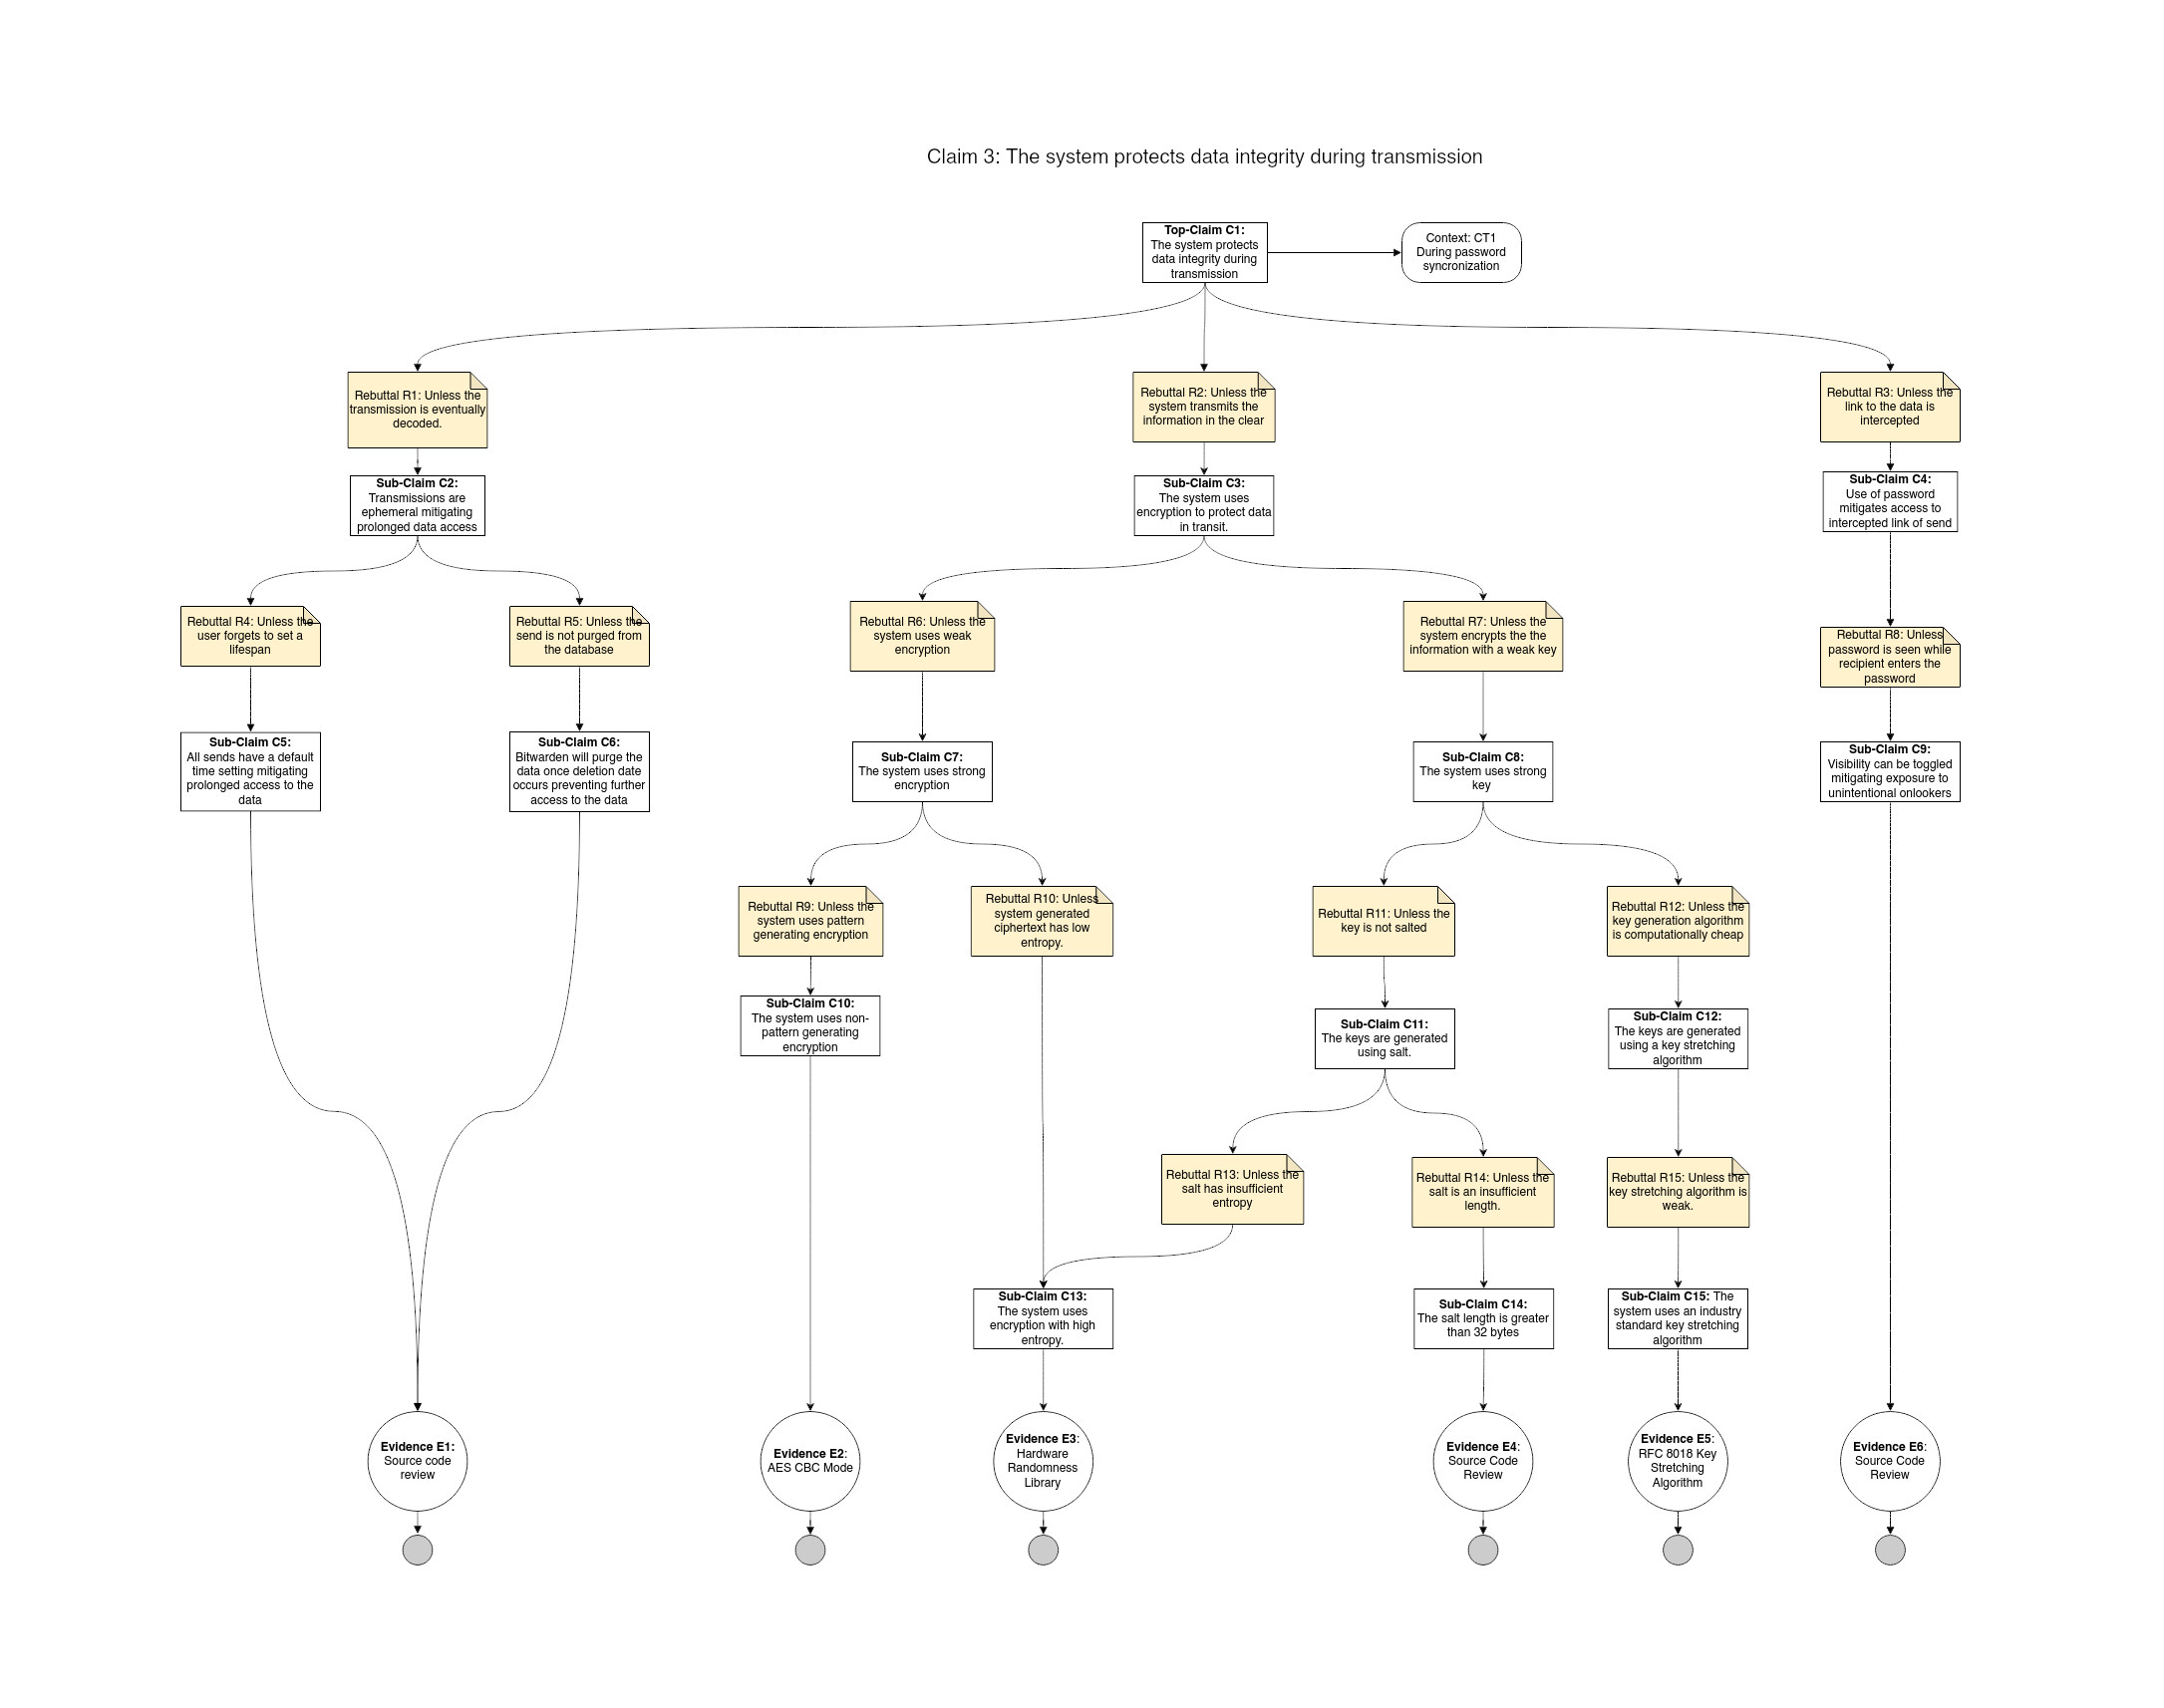 Claim 3: The system protects data integrity during transmission
Top-Claim C1:
The system protects
data integrity during
transmission
Context: CT1
During password
syncronization
Rebuttal R1: Unless the
transmission is eventually
decoded.
Rebuttal R2: Unless the
system transmits the
information in the clear
Rebuttal R3: Unless the
link to the data is
intercepted
Sub-Claim C2:
Transmissions are
ephemeral mitigating
prolonged data access
Sub-Claim C3:
The system uses
encryption to protect data
in transit.
Sub-Claim C4:
Use of password
mitigates access to
intercepted link of send
Rebuttal R4: Unless the
user forgets to set a
lifespan
Rebuttal R5: Unless the
send is not purged from
the database
Rebuttal R6: Unless the
system uses weak
encryption
Rebuttal R7: Unless the
system encrypts the the
information with a weak key
Rebuttal R8: Unless
password is seen while
recipient enters the
password
Sub-Claim C5:
All sends have a default
time setting mitigating
prolonged access to the
data
Sub-Claim C6:
Bitwarden will purge the
data once deletion date
occurs preventing further
access to the data
Sub-Claim C7:
The system uses strong
encryption
Sub-Claim C8:
The system uses strong
key
Sub-Claim C9:
Visibility can be toggled
mitigating exposure to
unintentional onlookers
Rebuttal R9: Unless the
system uses pattern
generating encryption
Rebuttal R10: Unless
system generated
ciphertext has low
entropy.
Rebuttal R11: Unless the
key is not salted
Rebuttal R12: Unless the
key generation algorithm
is computationally cheap
Sub-Claim C10:
The system uses non-
pattern generating
encryption
Sub-Claim C11:
The keys are generated
using salt.
Sub-Claim C12:
The keys are generated
using a key stretching
algorithm
Rebuttal R13: Unless the
salt has insufficient
entropy
Rebuttal R14: Unless the
salt is an insufficient
length.
Rebuttal R15: Unless the
key stretching algorithm is
weak.
Sub-Claim C13:
The system uses
encryption with high
entropy.
Sub-Claim C14:
The salt length is greater
than 32 bytes
Sub-Claim C15: The
system uses an industry
standard key stretching
algorithm
Evidence E1:
Source code
review
Evidence E2:
AES CBC Mode
Evidence E3:
Hardware
Randomness
Library
Evidence E4:
Source Code
Review
Evidence E5:
RFC 8018 Key
Stretching
Algorithm
Evidence E6:
Source Code
Review